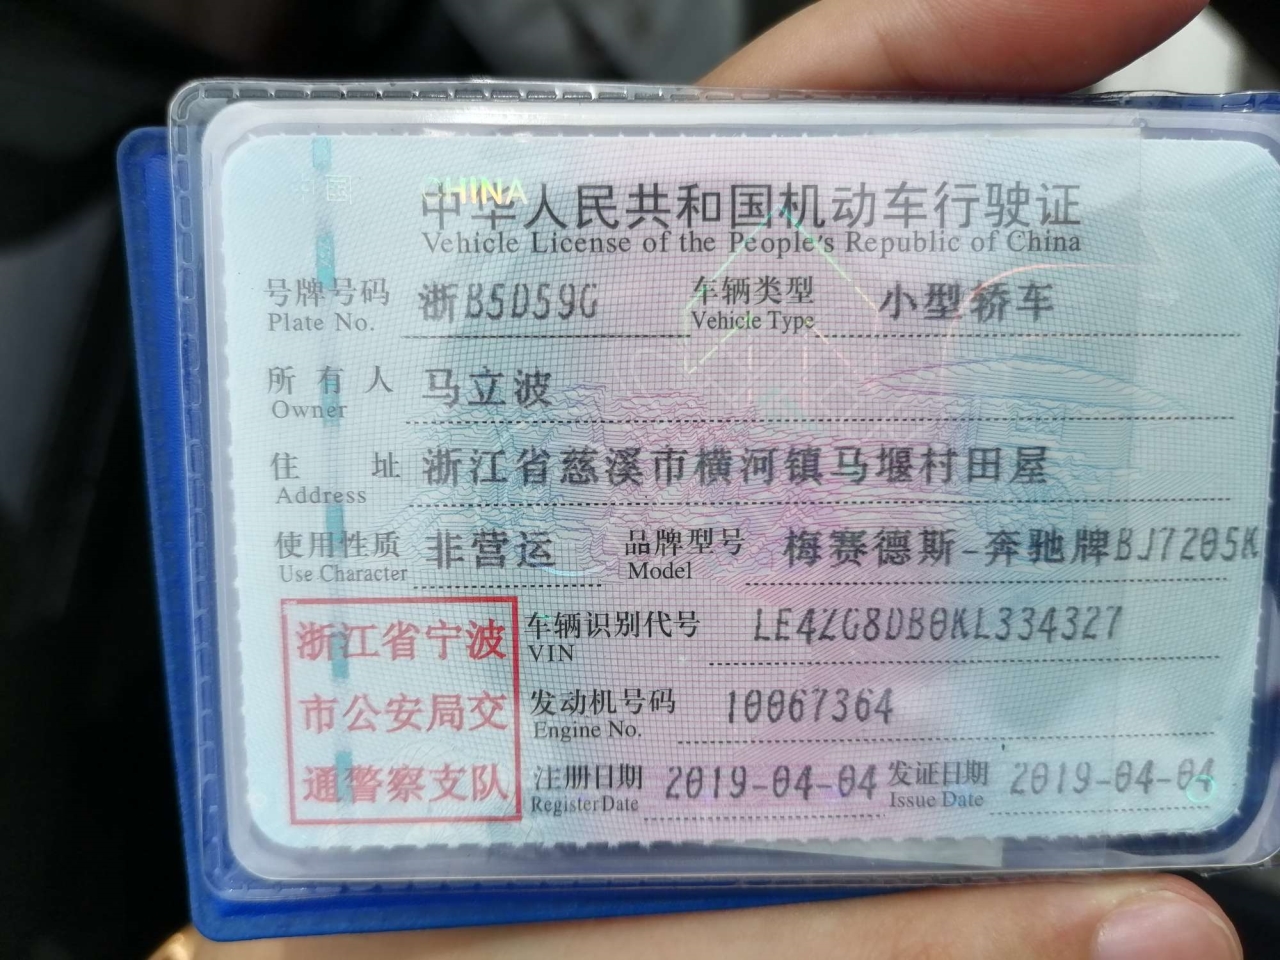 中国 CHINA
中华人民共和国机动车行驶证
Vehicle License of the People's Republic of China
号牌号码 浙B5D59G 车辆类型 小型轿车
Plate No. Vehicle Type
所有人 马立波
Owner
住址 浙江省慈溪市横河镇马堰村田屋
Address
使用性质 非营运 品牌型号 梅赛德斯-奔驰牌BJ7205K
Use Character Model
浙江省宁波 车辆识别代号 LE4ZG8DB0KL334327
VIN
市公安局交 发动机号码 10067364
Engine No.
通警察支队 注册日期 2019-04-04 发证日期 2019-04-04
Register Date Issue Date